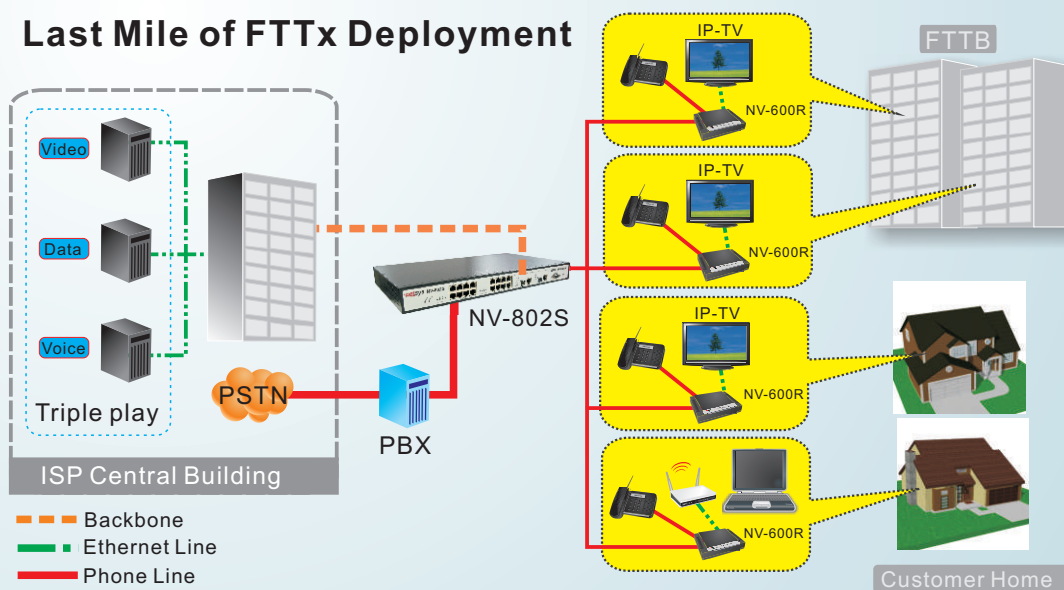 Last Mile of FTTx Deployment
Video
Data
Voice
Triple play
PSTN
ISP Central Building
PBX
NV-802S
IP-TV
NV-600R
IP-TV
NV-600R
IP-TV
NV-600R
NV-600R
FTTB
Customer Home
Backbone
Ethernet Line
Phone Line